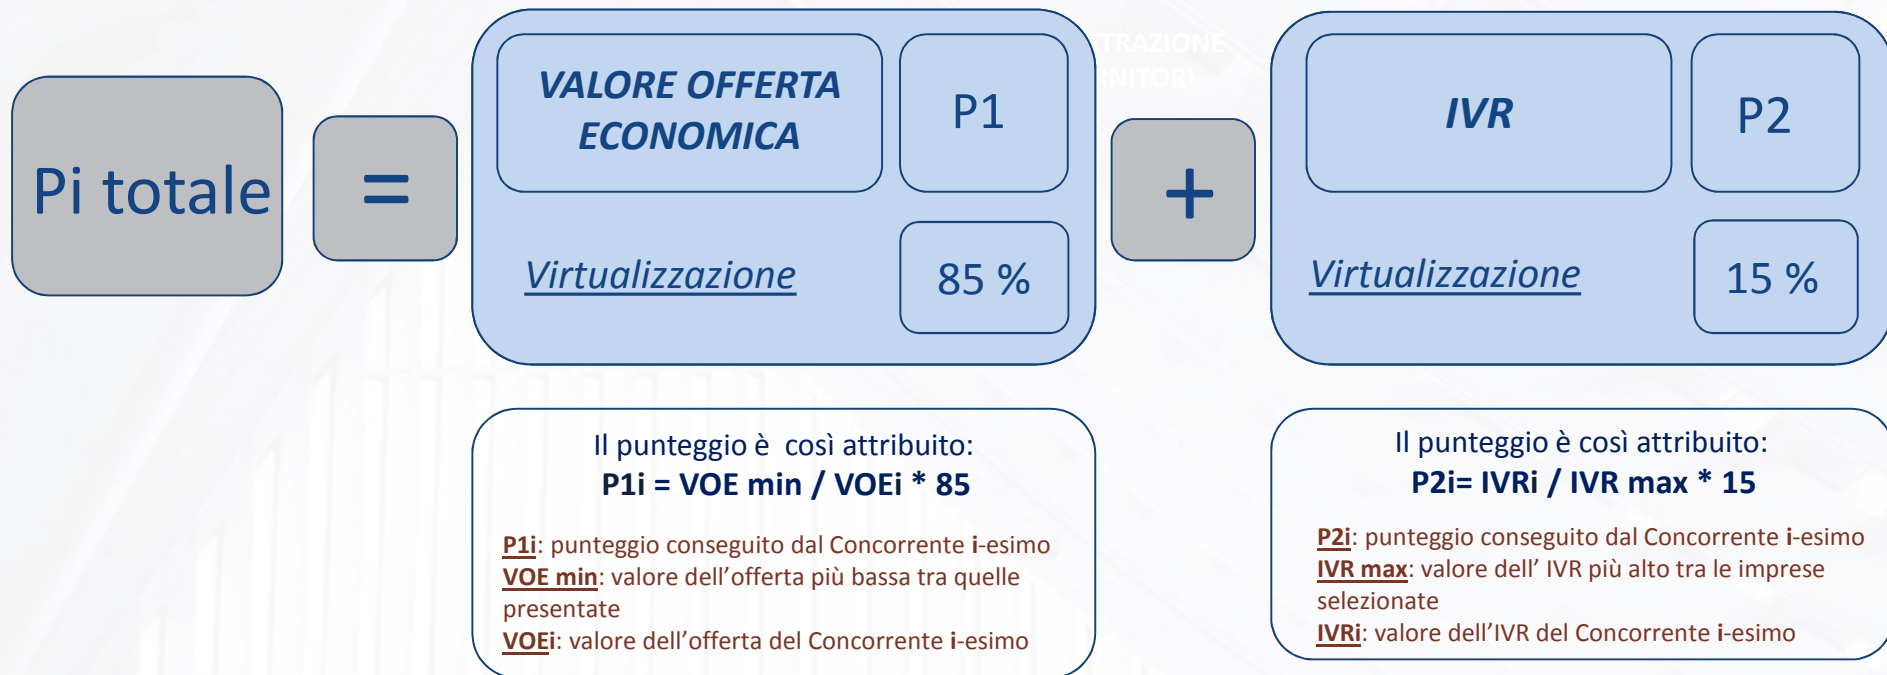 Pi totale
=
VALORE OFFERTA
ECONOMICA
P1
Virtualizzazione
85 %
+
IVR
P2
Virtualizzazione
15 %
Il punteggio è così attribuito:
P1i = VOE min / VOEi * 85
P1i: punteggio conseguito dal Concorrente i-esimo
VOE min: valore dell’offerta più bassa tra quelle
presentate
VOEi: valore dell’offerta del Concorrente i-esimo
Il punteggio è così attribuito:
P2i= IVRi / IVR max * 15
P2i: punteggio conseguito dal Concorrente i-esimo
IVR max: valore dell’ IVR più alto tra le imprese
selezionate
IVRi: valore dell’IVR del Concorrente i-esimo